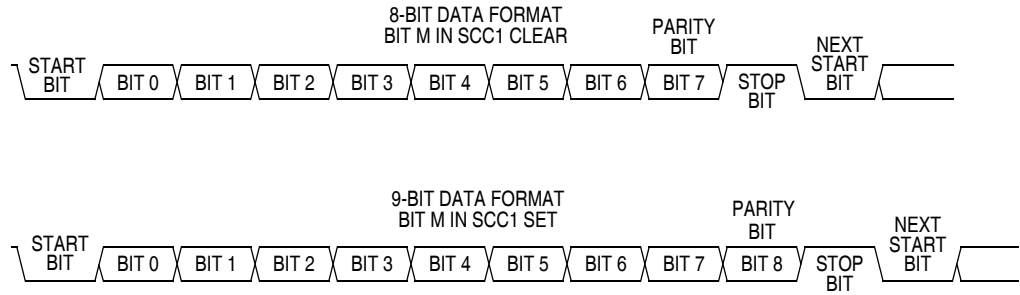 8-BIT DATA FORMAT
BIT M IN SCC1 CLEAR
PARITY
BIT
NEXT
START
BIT
START
BIT
BIT 0
BIT 1
BIT 2
BIT 3
BIT 4
BIT 5
BIT 6
BIT 7
STOP
BIT
9-BIT DATA FORMAT
BIT M IN SCC1 SET
PARITY
BIT
NEXT
START
BIT
START
BIT
BIT 0
BIT 1
BIT 2
BIT 3
BIT 4
BIT 5
BIT 6
BIT 7
BIT 8
STOP
BIT